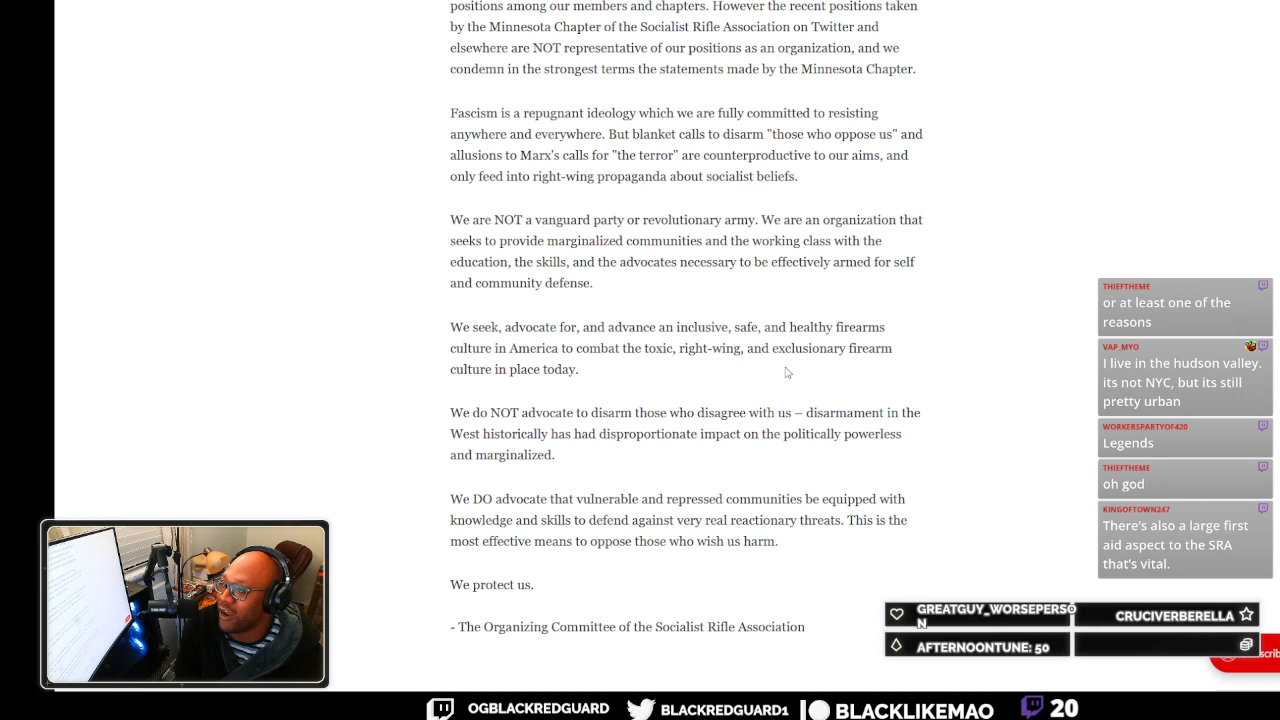 positions among our members and chapters. However the recent positions taken
by the Minnesota Chapter of the Socialist Rifle Association on Twitter and
elsewhere are NOT representative of our positions as an organization, and we
condemn in the strongest terms the statements made by the Minnesota Chapter.
Fascism is a repugnant ideology which we are fully committed to resisting
anywhere and everywhere. But blanket calls to disarm "those who oppose us" and
allusions to Marx's calls for "the terror" are counterproductive to our aims, and
only feed into right-wing propaganda about socialist beliefs.
We are NOT a vanguard party or revolutionary army. We are an organization that
seeks to provide marginalized communities and the working class with the
education, the skills, and the advocates necessary to be effectively armed for self
and community defense.
We seek, advocate for, and advance an inclusive, safe, and healthy firearms
culture in America to combat the toxic, right-wing, and exclusionary firearm
culture in place today.
We do NOT advocate to disarm those who disagree with us – disarmament in the
West historically has had disproportionate impact on the politically powerless
and marginalized.
We DO advocate that vulnerable and repressed communities be equipped with
knowledge and skills to defend against very real reactionary threats. This is the
most effective means to oppose those who wish us harm.
We protect us.
- The Organizing Committee of the Socialist Rifle Association
THIEFTHEME
or at least one of the
reasons
VAP_MYO
I live in the hudson valley.
its not NYC, but its still
pretty urban
WORKERSPARTYOF420
Legends
THIEFTHEME
oh god
KINGOFTOWN247
There's also a large first
aid aspect to the SRA
that's vital.
GREATGUY_WORSEPERSO
N
CRUCIVERBERELLA
AFTERNOONTUNE: 50
OGBLACKREDGUARD
BLACKREDGUARD1
BLACKLIKEMAO
20